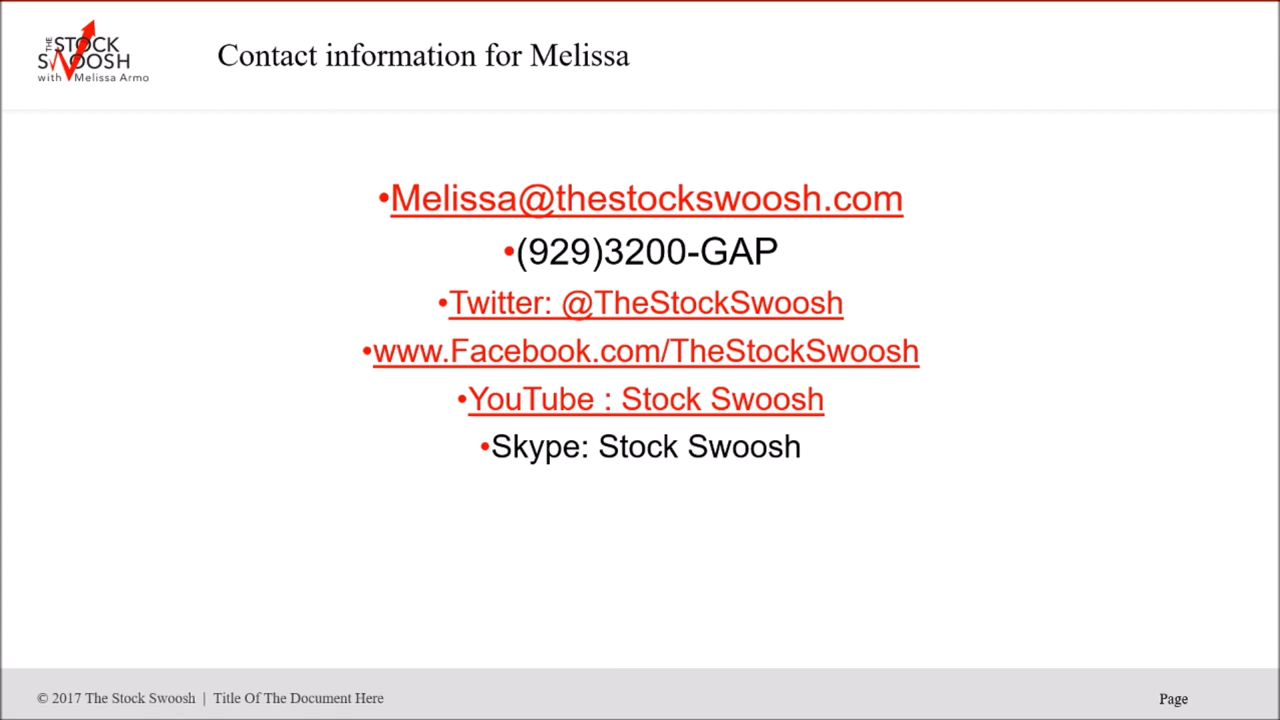 THE STOCK
SWOOSH
with Melissa Armo
Contact information for Melissa
•Melissa@thestockswoosh.com
•(929)3200-GAP
•Twitter: @TheStockSwoosh
•www.Facebook.com/TheStockSwoosh
•YouTube : Stock Swoosh
•Skype: Stock Swoosh
© 2017 The Stock Swoosh | Title Of The Document Here
Page